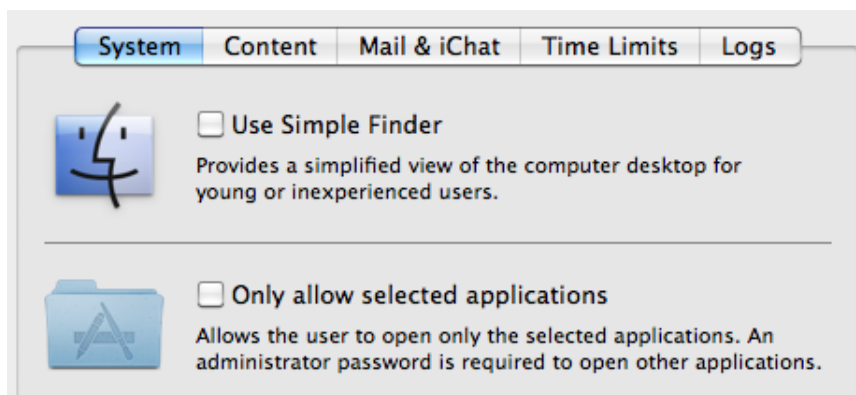 System Content Mail & iChat Time Limits Logs
Use Simple Finder
Provides a simplified view of the computer desktop for
young or inexperienced users.
Only allow selected applications
Allows the user to open only the selected applications. An
administrator password is required to open other applications.